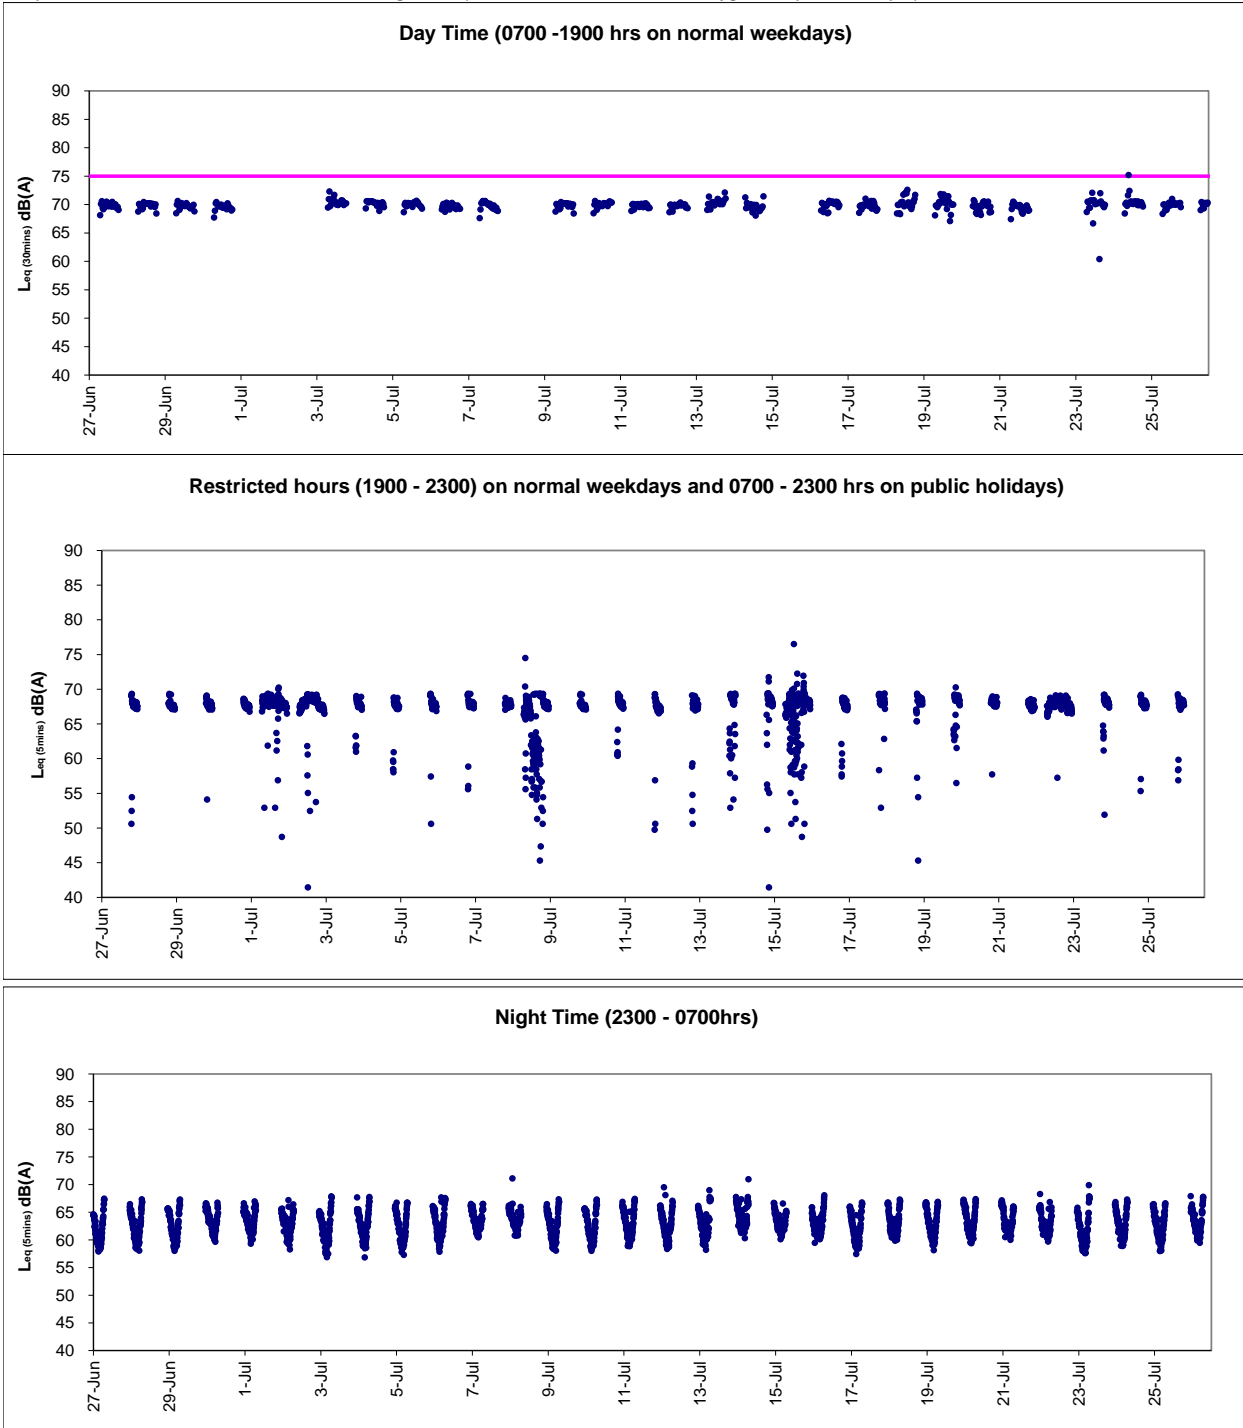 Day Time (0700 -1900 hrs on normal weekdays)
90
85
80
75
70
65
60
55
50
45
40
Leq (30mins) dB(A)
27-Jun
29-Jun
1-Jul
3-Jul
5-Jul
7-Jul
9-Jul
11-Jul
13-Jul
15-Jul
17-Jul
19-Jul
21-Jul
23-Jul
25-Jul
Restricted hours (1900 - 2300) on normal weekdays and 0700 - 2300 hrs on public holidays)
90
85
80
75
70
65
60
55
50
45
40
Leq (5mins) dB(A)
27-Jun
29-Jun
1-Jul
3-Jul
5-Jul
7-Jul
9-Jul
11-Jul
13-Jul
15-Jul
17-Jul
19-Jul
21-Jul
23-Jul
25-Jul
Night Time (2300 - 0700hrs)
90
85
80
75
70
65
60
55
50
45
40
Leq (5mins) dB(A)
27-Jun
29-Jun
1-Jul
3-Jul
5-Jul
7-Jul
9-Jul
11-Jul
13-Jul
15-Jul
17-Jul
19-Jul
21-Jul
23-Jul
25-Jul